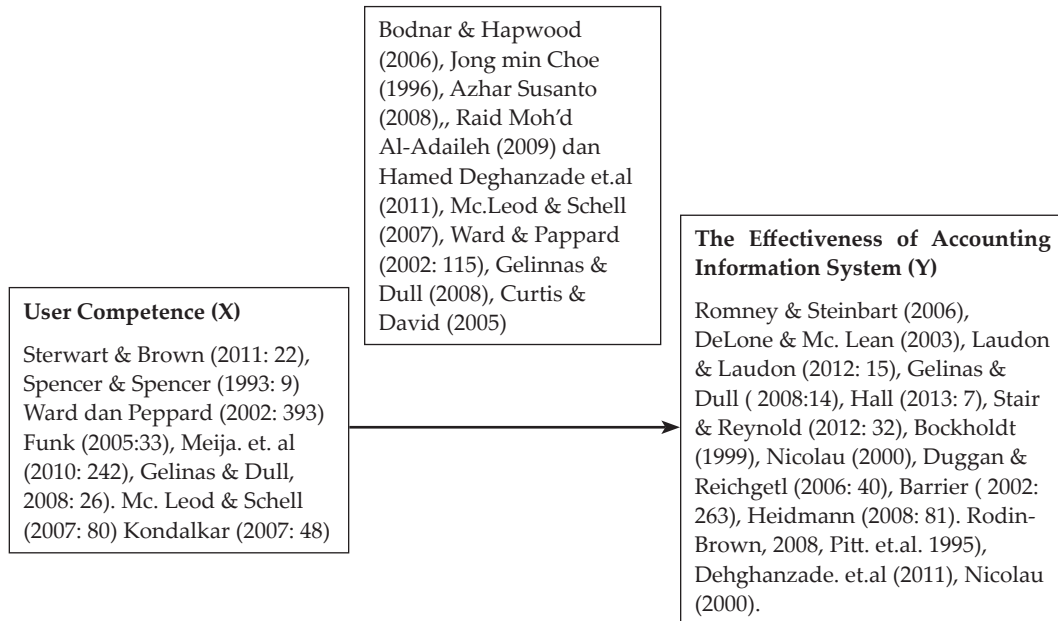 Bodnar & Hapwood
(2006), Jong min Choe
(1996), Azhar Susanto
(2008),, Raid Moh'd
Al-Adaileh (2009) dan
Hamed Deghanzade et.al
(2011), Mc.Leod & Schell
(2007), Ward & Pappard
(2002: 115), Gelinnas &
Dull (2008), Curtis &
David (2005)
User Competence (X)
Sterwart & Brown (2011: 22),
Spencer & Spencer (1993: 9)
Ward dan Peppard (2002: 393)
Funk (2005:33), Meija. et. al
(2010: 242), Gelinas & Dull,
2008: 26). Mc. Leod & Schell
(2007: 80) Kondalkar (2007: 48)
The Effectiveness of Accounting
Information System (Y)
Romney & Steinbart (2006),
DeLone & Mc. Lean (2003), Laudon
& Laudon (2012: 15), Gelinas &
Dull ( 2008:14), Hall (2013: 7), Stair
& Reynold (2012: 32), Bockholdt
(1999), Nicolau (2000), Duggan &
Reichgetl (2006: 40), Barrier ( 2002:
263), Heidmann (2008: 81). Rodin-
Brown, 2008, Pitt. et.al. 1995),
Dehghanzade. et.al (2011), Nicolau
(2000).